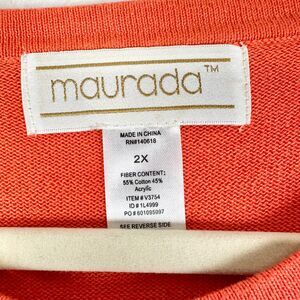 maurada™
MADE IN CHINA
RN#140618
2X
FIBER CONTENT:
55% Cotton 45%
Acrylic
ITEM # V3754
ID # 1L4999
PO # 601095097
SEE REVERSE SIDE